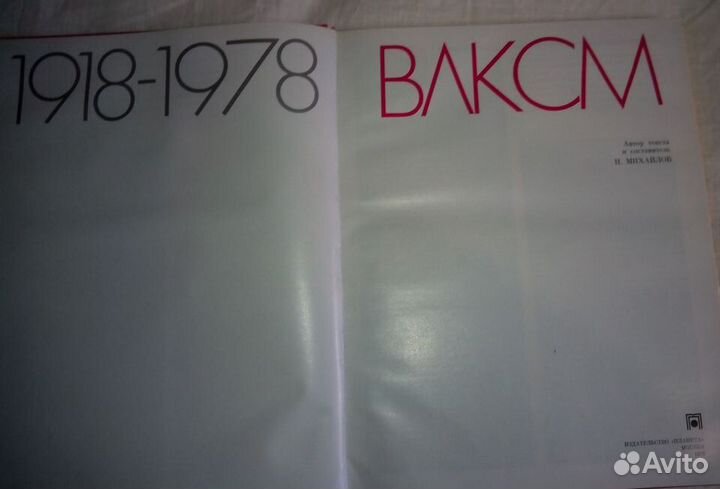 1918-1978
ВЛКСМ
Автор текста
и составитель
Н. МИХАЙЛОВ
ИЗДАТЕЛЬСТВО «ПЛАНЕТА»
МОСКВА
Avito